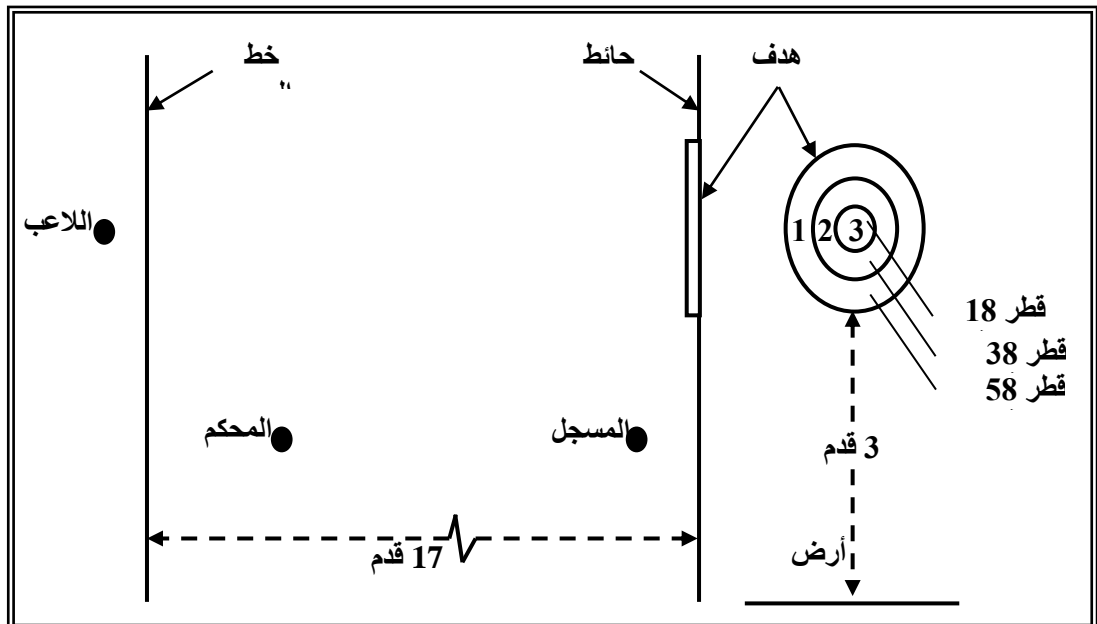 هدف
حائط
خط
اللاعب
1 2 3
قطر 18
قطر 38
قطر 58
المسجل
المحكم
3 قدم
17 قدم
أرض